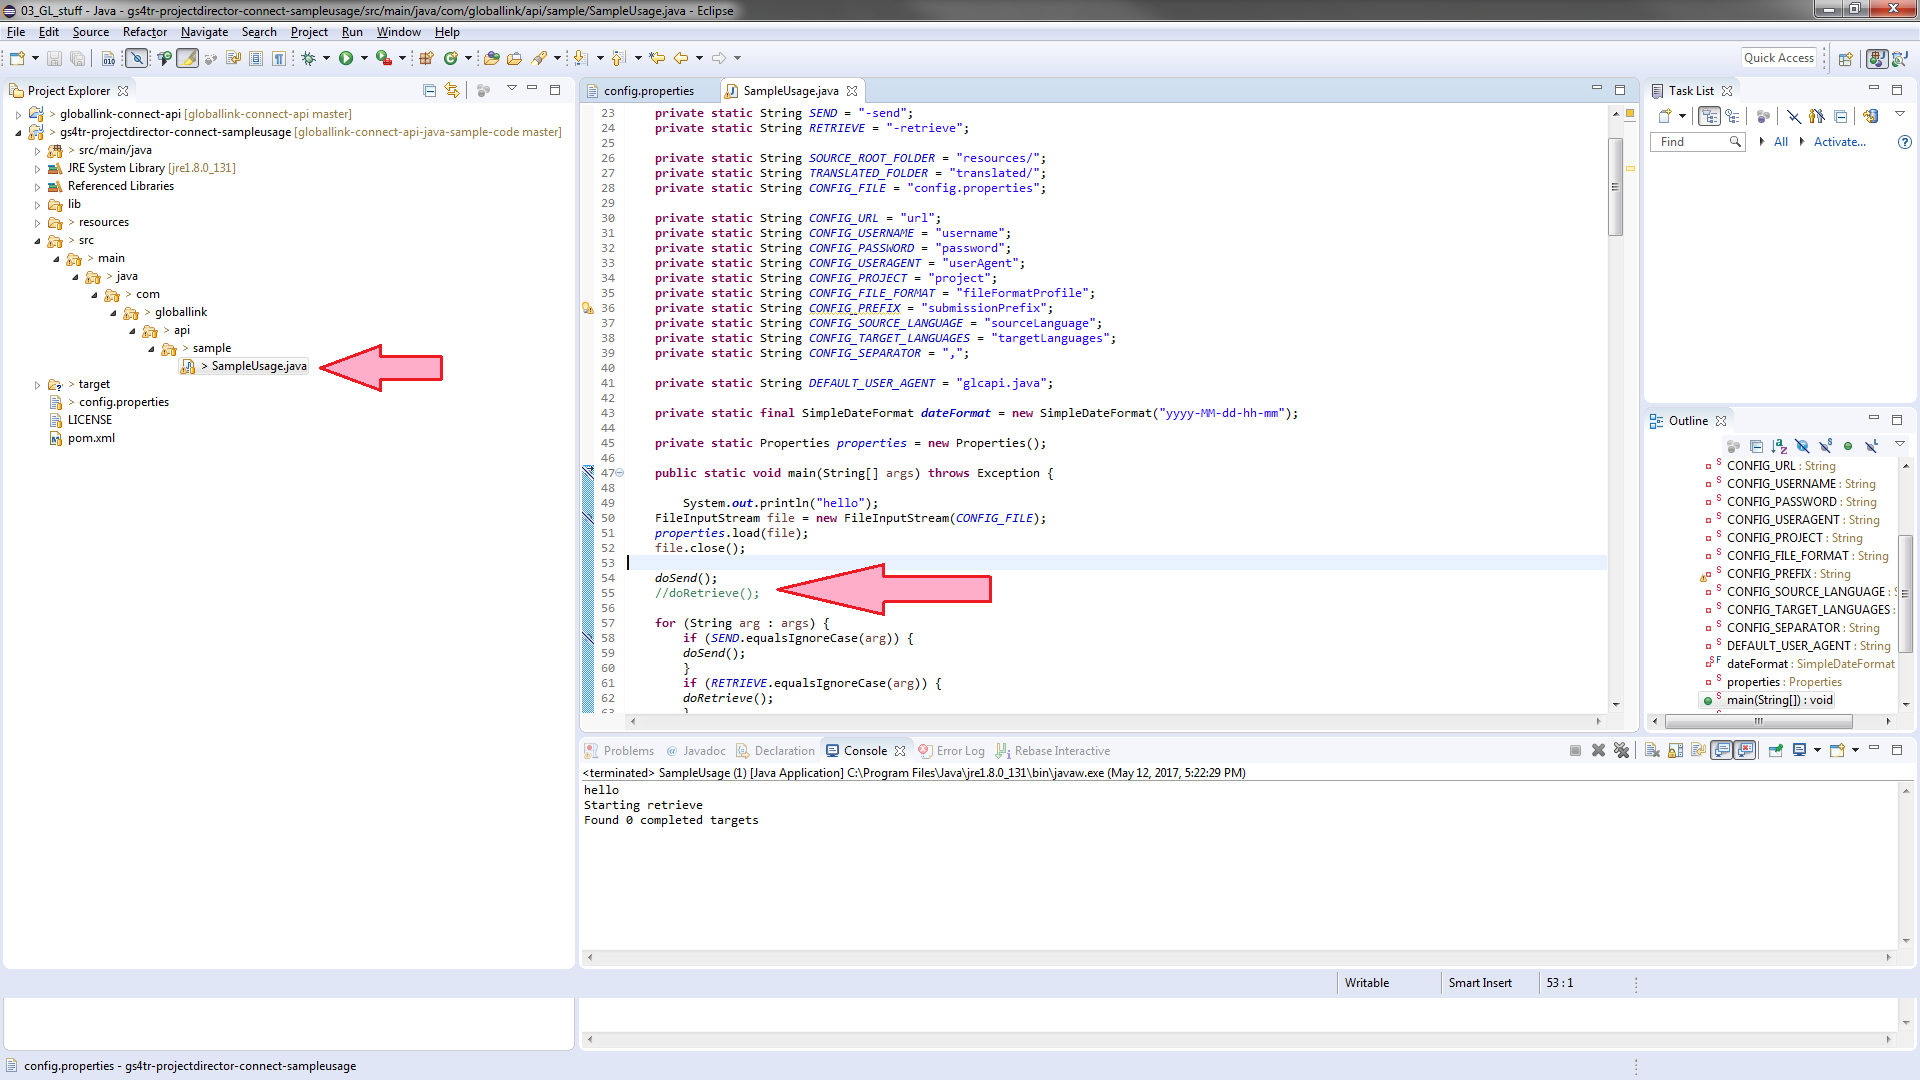 03_GL_stuff - Java - gs4tr-projectdirector-connect-sampleusage/src/main/java/com/globallink/api/sample/SampleUsage.java - Eclipse
File Edit Source Refactor Navigate Search Project Run Window Help
Quick Access
Project Explorer
> globallink-connect-api [globallink-connect-api master]
> gs4tr-projectdirector-connect-sampleusage [globallink-connect-api-java-sample-code master]
> src/main/java
JRE System Library [jre1.8.0_131]
Referenced Libraries
lib
> resources
> src
> main
> java
> com
> globallink
> api
> sample
> SampleUsage.java
> target
> config.properties
LICENSE
pom.xml
config.properties SampleUsage.java
23 private static String SEND = "-send";
24 private static String RETRIEVE = "-retrieve";
25
26 private static String SOURCE_ROOT_FOLDER = "resources/";
27 private static String TRANSLATED_FOLDER = "translated/";
28 private static String CONFIG_FILE = "config.properties";
29
30 private static String CONFIG_URL = "url";
31 private static String CONFIG_USERNAME = "username";
32 private static String CONFIG_PASSWORD = "password";
33 private static String CONFIG_USERAGENT = "userAgent";
34 private static String CONFIG_PROJECT = "project";
35 private static String CONFIG_FILE_FORMAT = "fileFormatProfile";
36 private static String CONFIG_PREFIX = "submissionPrefix";
37 private static String CONFIG_SOURCE_LANGUAGE = "sourceLanguage";
38 private static String CONFIG_TARGET_LANGUAGES = "targetLanguages";
39 private static String CONFIG_SEPARATOR = ",";
40
41 private static String DEFAULT_USER_AGENT = "glcapi.java";
42
43 private static final SimpleDateFormat dateFormat = new SimpleDateFormat("yyyy-MM-dd-hh-mm");
44
45 private static Properties properties = new Properties();
46
47 public static void main(String[] args) throws Exception {
48
49 System.out.println("hello");
50 FileInputStream file = new FileInputStream(CONFIG_FILE);
51 properties.load(file);
52 file.close();
53
54 doSend();
55 //doRetrieve();
56
57 for (String arg : args) {
58 if (SEND.equalsIgnoreCase(arg)) {
59 doSend();
60 }
61 if (RETRIEVE.equalsIgnoreCase(arg)) {
62 doRetrieve();
63 }
Task List
Find All Activate...
Outline
CONFIG_URL : String
CONFIG_USERNAME : String
CONFIG_PASSWORD : String
CONFIG_USERAGENT : String
CONFIG_PROJECT : String
CONFIG_FILE_FORMAT : String
CONFIG_PREFIX : String
CONFIG_SOURCE_LANGUAGE : S
CONFIG_TARGET_LANGUAGES :
CONFIG_SEPARATOR : String
DEFAULT_USER_AGENT : String
dateFormat : SimpleDateFormat
properties : Properties
main(String[]) : void
Problems Javadoc Declaration Console Error Log Rebase Interactive
<terminated> SampleUsage (1) [Java Application] C:\Program Files\Java\jre1.8.0_131\bin\javaw.exe (May 12, 2017, 5:22:29 PM)
hello
Starting retrieve
Found 0 completed targets
Writable Smart Insert 53 : 1
config.properties - gs4tr-projectdirector-connect-sampleusage